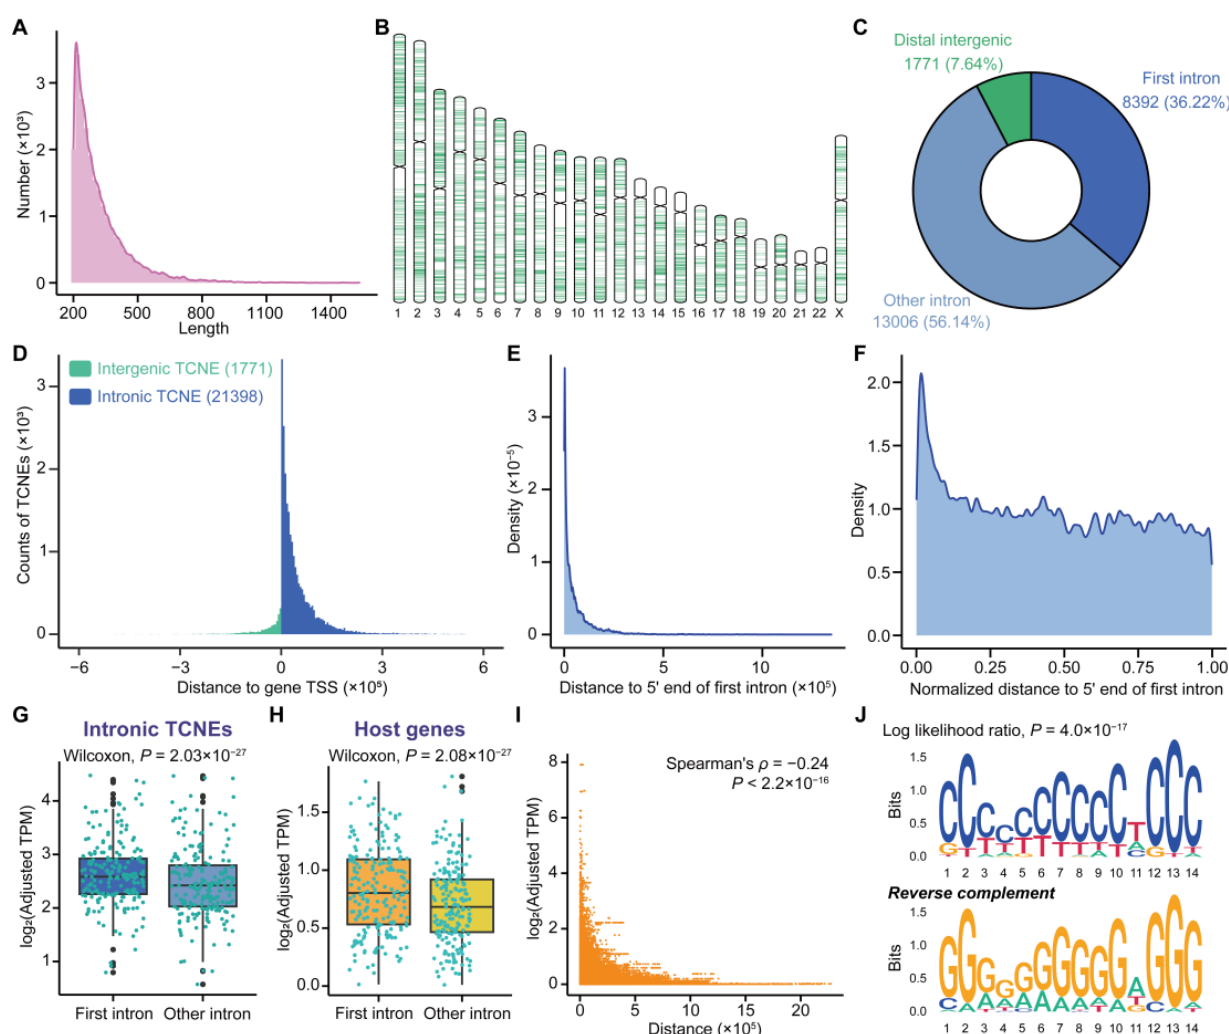 A
Number (×10³)
3
2
1
0
200 500 800 1100 1400
Length
B
1 2 3 4 5 6 7 8 9 10 11 12 13 14 15 16 17 18 19 20 21 22 X
C
Distal intergenic
1771 (7.64%)
First intron
8392 (36.22%)
Other intron
13006 (56.14%)
D
Intergenic TCNE (1771)
Intronic TCNE (21398)
Counts of TCNEs (×10³)
3
2
1
0
−6 −3 0 3 6
Distance to gene TSS (×10⁵)
E
Density (×10⁻⁵)
3
2
1
0
0 5 10
Distance to 5' end of first intron (×10⁵)
F
Density
2.0
1.5
1.0
0.5
0.0
0.00 0.25 0.50 0.75 1.00
Normalized distance to 5' end of first intron
G
Intronic TCNEs
Wilcoxon, P = 2.03×10⁻²⁷
log₂(Adjusted TPM)
4
3
2
1
First intron Other intron
H
Host genes
Wilcoxon, P = 2.08×10⁻²⁷
log₂(Adjusted TPM)
1.5
1.0
0.5
0.0
First intron Other intron
I
Spearman's ρ = −0.24
P < 2.2×10⁻¹⁶
log₂(Adjusted TPM)
8
6
4
2
0
0 5 10 15 20
Distance (×10⁵)
J
Log likelihood ratio, P = 4.0×10⁻¹⁷
Bits
1.5
1.0
0.5
0.0
CCCCCCCCCCTCCC
1 2 3 4 5 6 7 8 9 10 11 12 13 14
Reverse complement
Bits
1.5
1.0
0.5
0.0
GGGGGGGGGGAGGG
1 2 3 4 5 6 7 8 9 10 11 12 13 14